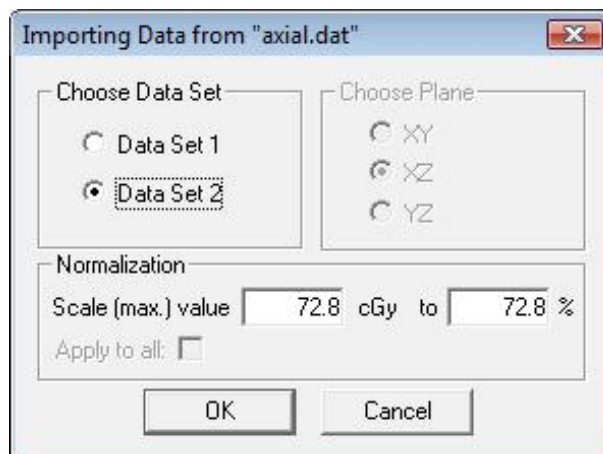 Importing Data from "axial.dat"
Choose Data Set
Data Set 1
Data Set 2
Choose Plane
XY
XZ
YZ
Normalization
Scale (max.) value 72.8 cGy to 72.8 %
Apply to all:
OK Cancel